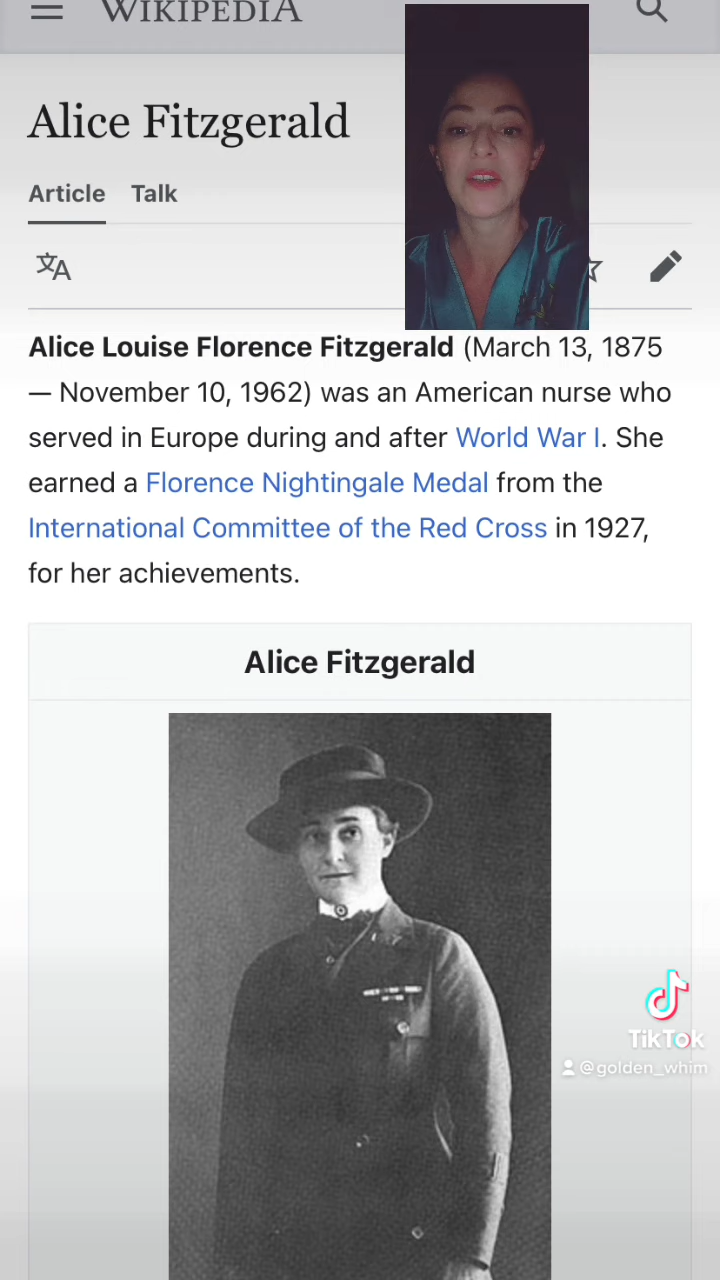 WIKIPEDIA
Alice Fitzgerald
Article Talk
文A
Alice Louise Florence Fitzgerald (March 13, 1875
— November 10, 1962) was an American nurse who
served in Europe during and after World War I. She
earned a Florence Nightingale Medal from the
International Committee of the Red Cross in 1927,
for her achievements.
Alice Fitzgerald
TikTok
@golden_whim